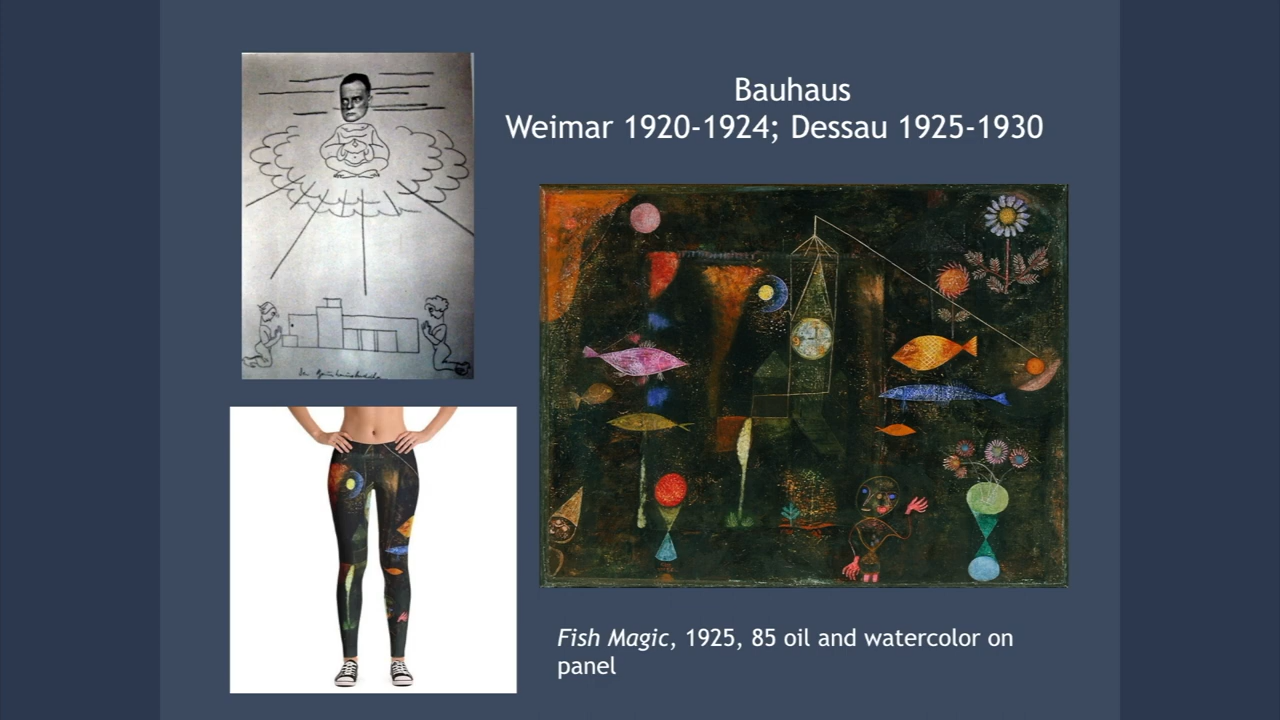 Bauhaus
Weimar 1920-1924; Dessau 1925-1930
Fish Magic, 1925, 85 oil and watercolor on
panel